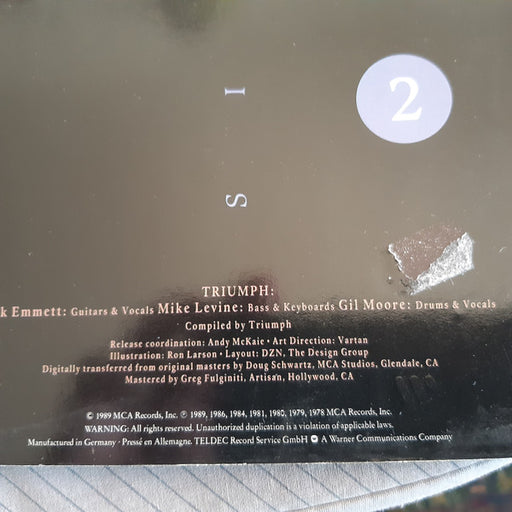 2
I
S
TRIUMPH:
k Emmett: Guitars & Vocals Mike Levine: Bass & Keyboards Gil Moore: Drums & Vocals
Compiled by Triumph
Release coordination: Andy McKaie • Art Direction: Vartan
Illustration: Ron Larson • Layout: DZN, The Design Group
Digitally transferred from original masters by Doug Schwartz, MCA Studios, Glendale, CA
Mastered by Greg Fulginiti, Artisan, Hollywood, CA
© 1989 MCA Records, Inc. ℗ 1989, 1986, 1984, 1981, 1980, 1979, 1978 MCA Records, Inc.
WARNING: All rights reserved. Unauthorized duplication is a violation of applicable laws.
Manufactured in Germany • Pressé en Allemagne. TELDEC Record Service GmbH A Warner Communications Company